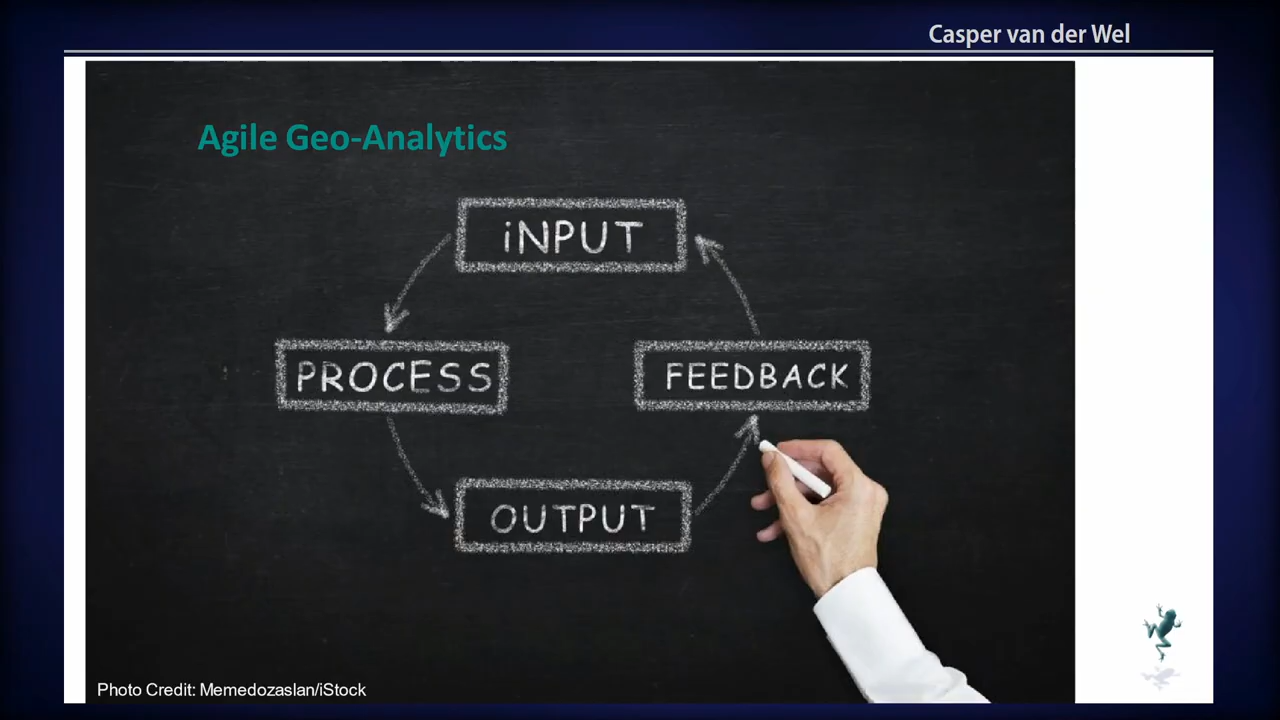 Casper van der Wel
Agile Geo-Analytics
iNPUT
PROCESS
FEEDBACK
OUTPUT
Photo Credit: Memedozaslan/iStock